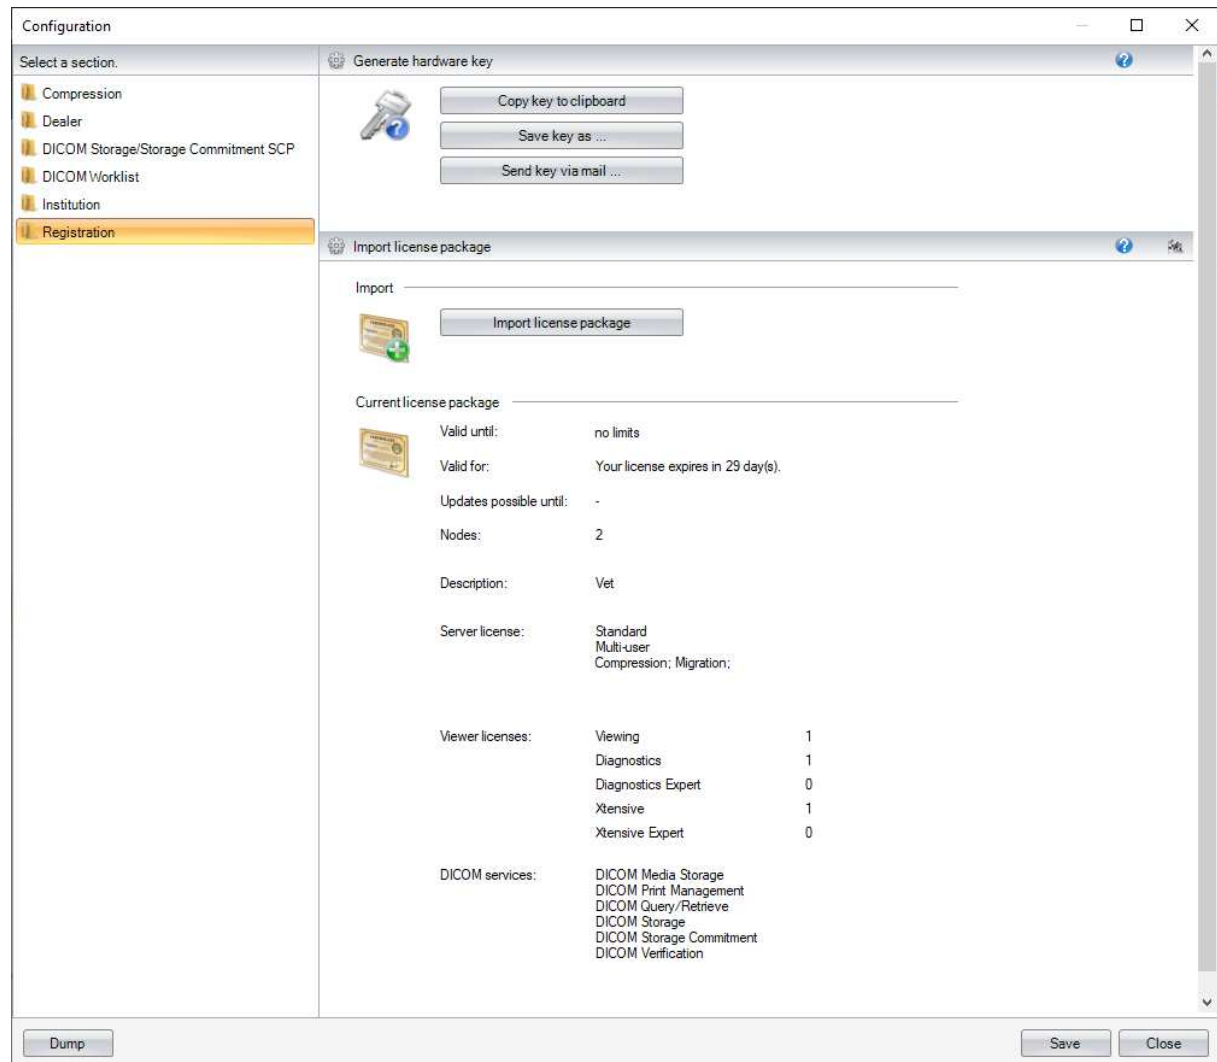 Configuration
Select a section.
Compression
Dealer
DICOM Storage/Storage Commitment SCP
DICOM Worklist
Institution
Registration
Generate hardware key
Copy key to clipboard
Save key as ...
Send key via mail ...
Import license package
Import
Import license package
Current license package
Valid until: no limits
Valid for: Your license expires in 29 day(s).
Updates possible until: -
Nodes: 2
Description: Vet
Server license: Standard
Multi-user
Compression; Migration;
Viewer licenses: Viewing 1
Diagnostics 1
Diagnostics Expert 0
Xtensive 1
Xtensive Expert 0
DICOM services: DICOM Media Storage
DICOM Print Management
DICOM Query/Retrieve
DICOM Storage
DICOM Storage Commitment
DICOM Verification
Dump
Save
Close